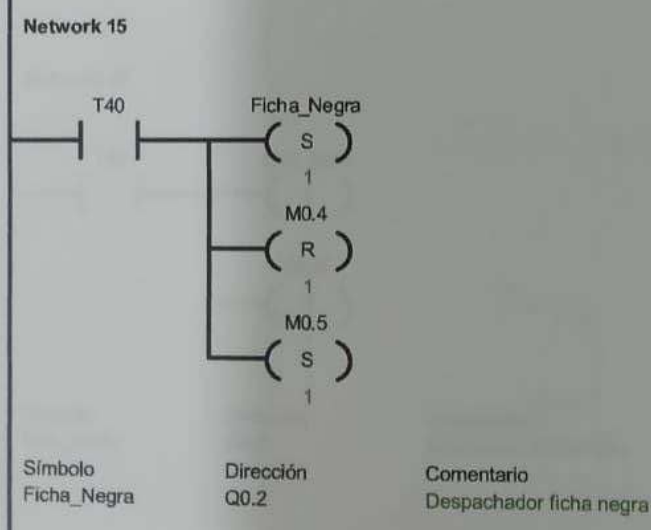 Network 15
T40 Ficha_Negra
S
1
M0.4
R
1
M0.5
S
1
Símbolo Dirección Comentario
Ficha_Negra Q0.2 Despachador ficha negra